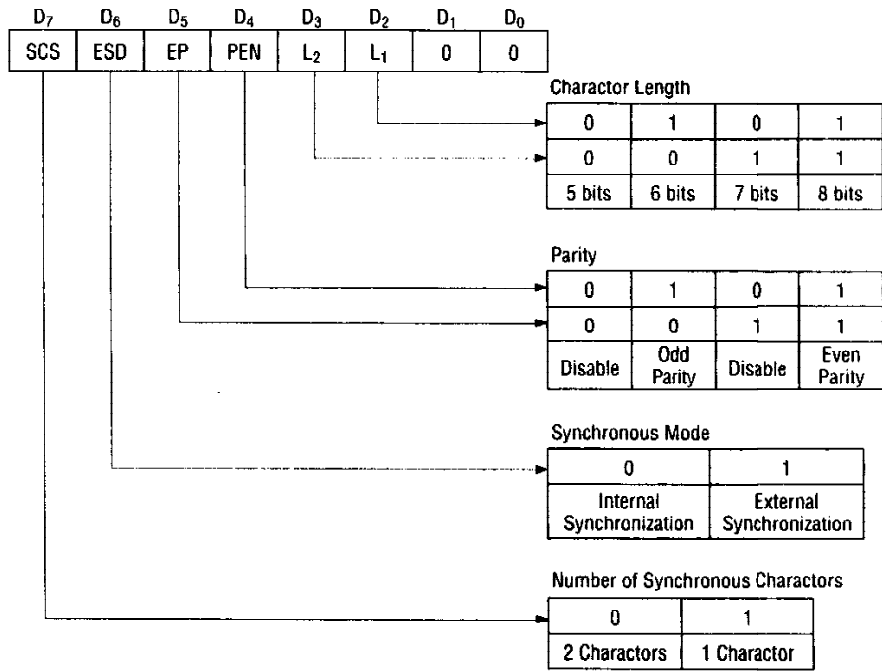 D7 D6 D5 D4 D3 D2 D1 D0
SCS ESD EP PEN L2 L1 0 0
Charactor Length
0 1 0 1
0 0 1 1
5 bits 6 bits 7 bits 8 bits
Parity
0 1 0 1
0 0 1 1
Disable Odd Parity Disable Even Parity
Synchronous Mode
0 1
Internal Synchronization External Synchronization
Number of Synchronous Charactors
0 1
2 Charactors 1 Charactor